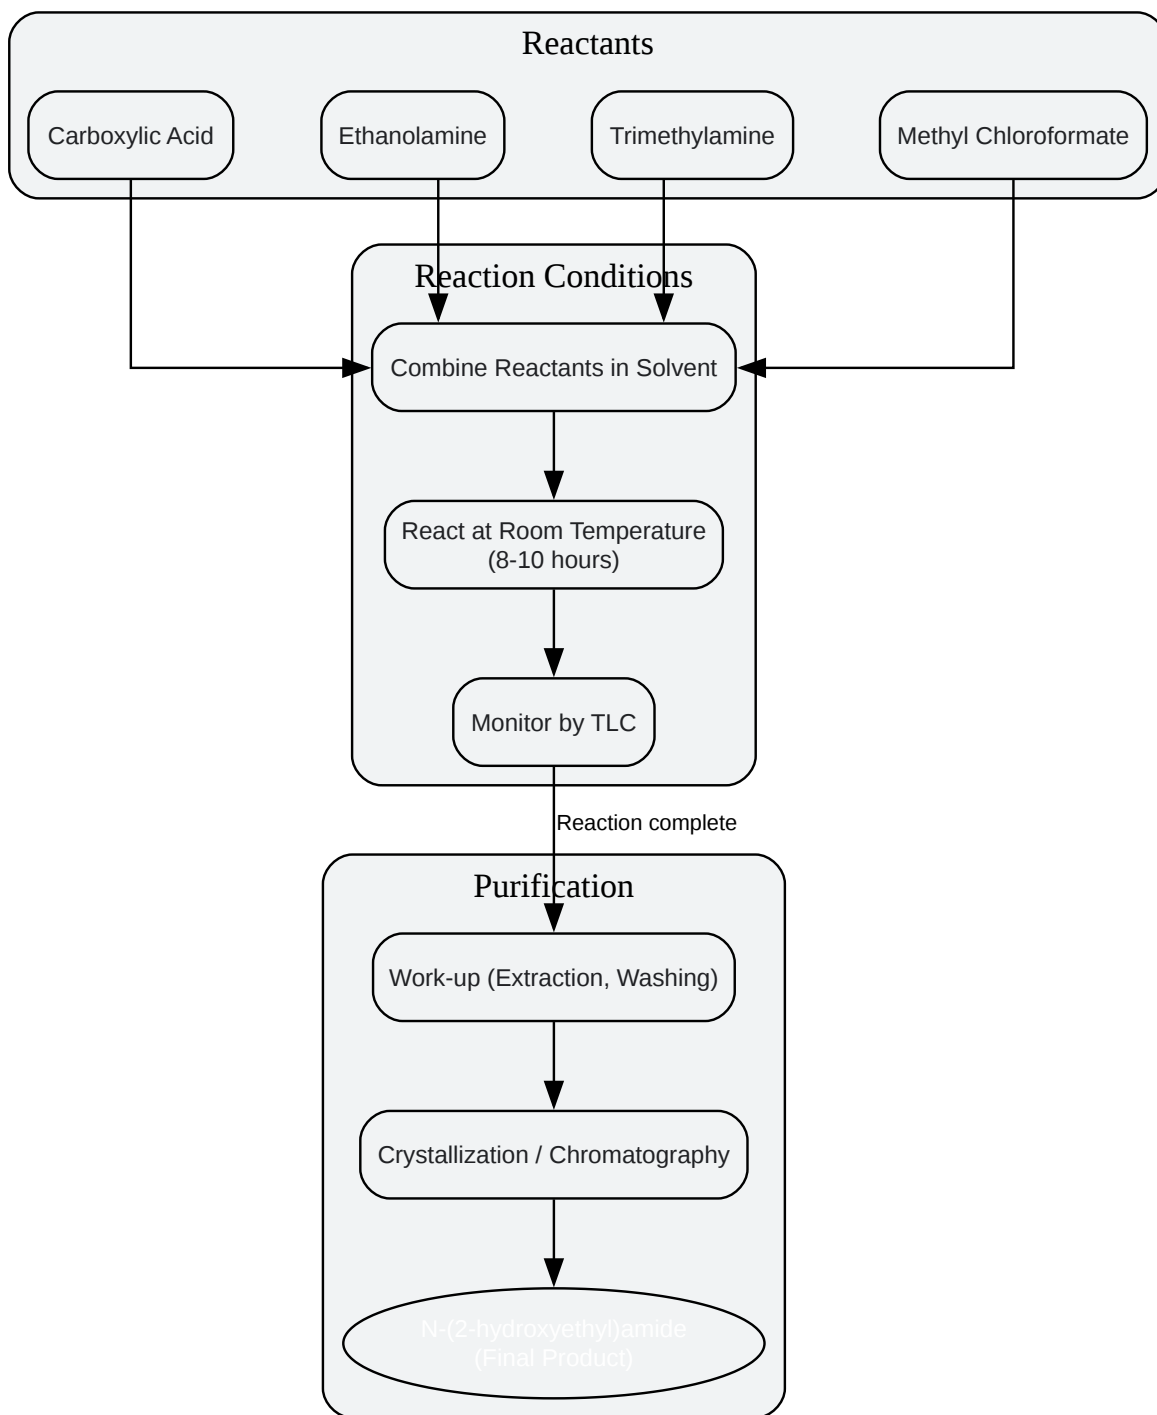 Reactants
Carboxylic Acid
Ethanolamine
Trimethylamine
Methyl Chloroformate
Reaction Conditions
Combine Reactants in Solvent
React at Room Temperature
(8-10 hours)
Monitor by TLC
Reaction complete
Purification
Work-up (Extraction, Washing)
Crystallization / Chromatography
N-(2-hydroxyethyl)amide
(Final Product)